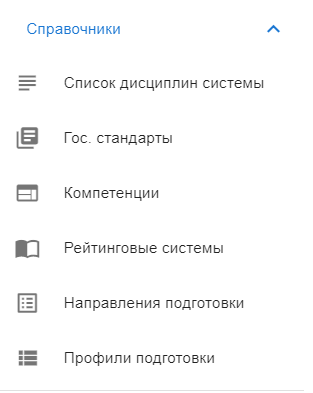 Справочники
Список дисциплин системы
Гос. стандарты
Компетенции
Рейтинговые системы
Направления подготовки
Профили подготовки